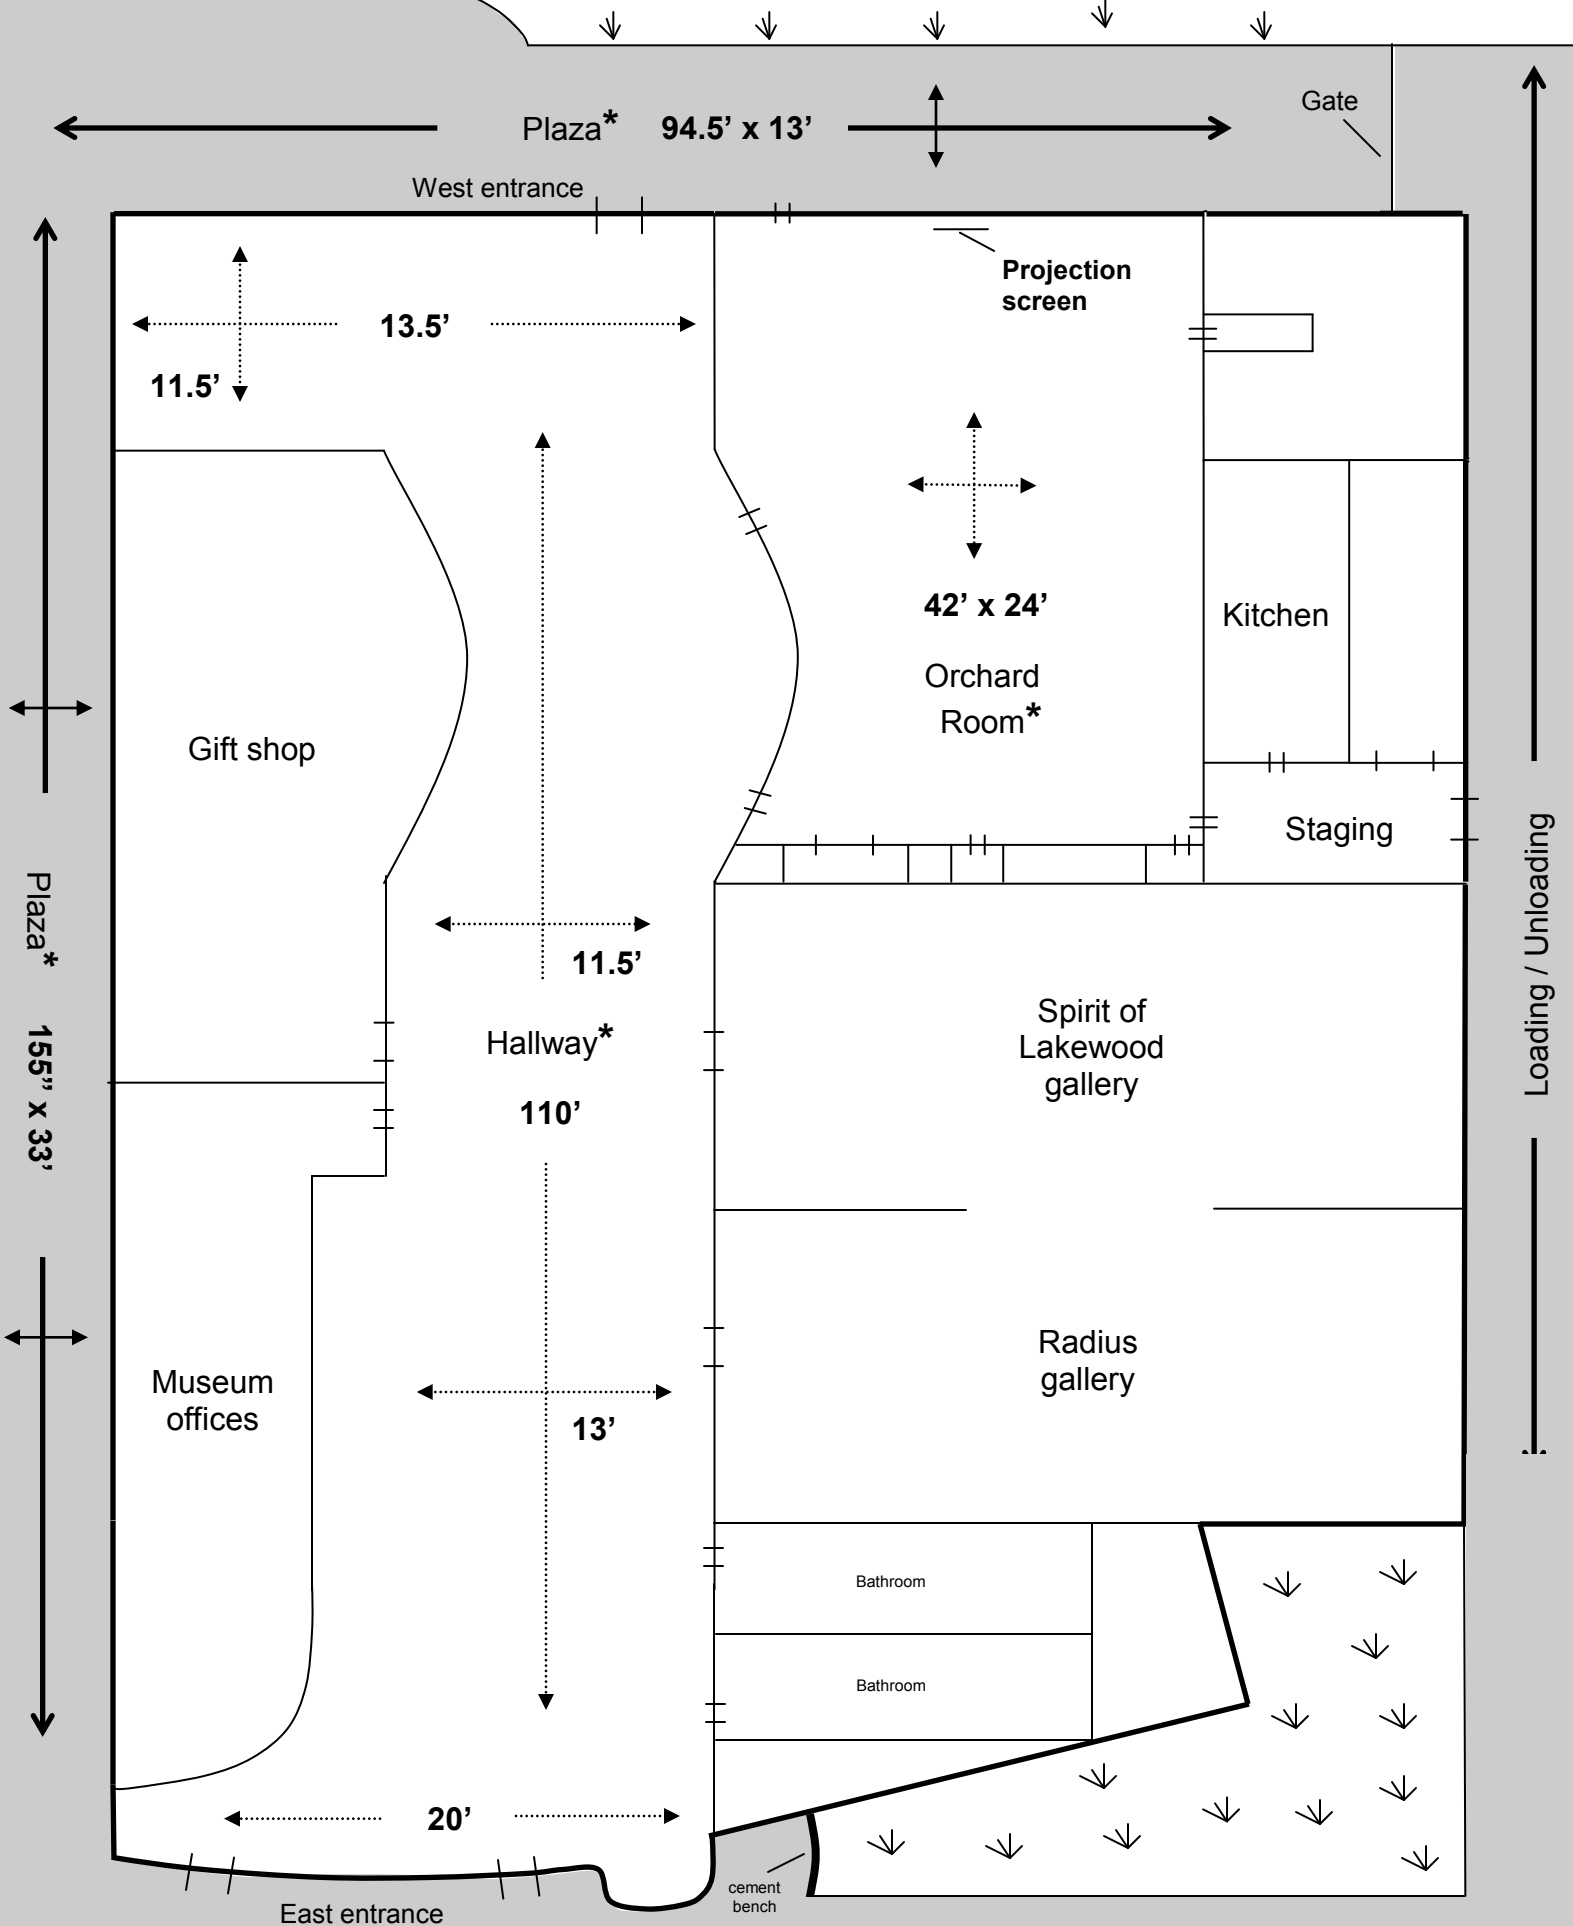 Gate
Plaza* 94.5’ x 13’
West entrance
Projection
screen
13.5’
11.5’
42’ x 24’
Kitchen
Orchard
Room*
Gift shop
Staging
Plaza* 155” x 33’
Loading / Unloading
11.5’
Hallway*
110’
Spirit of
Lakewood
gallery
Radius
gallery
Museum
offices
13’
Bathroom
Bathroom
20’
cement
bench
East entrance